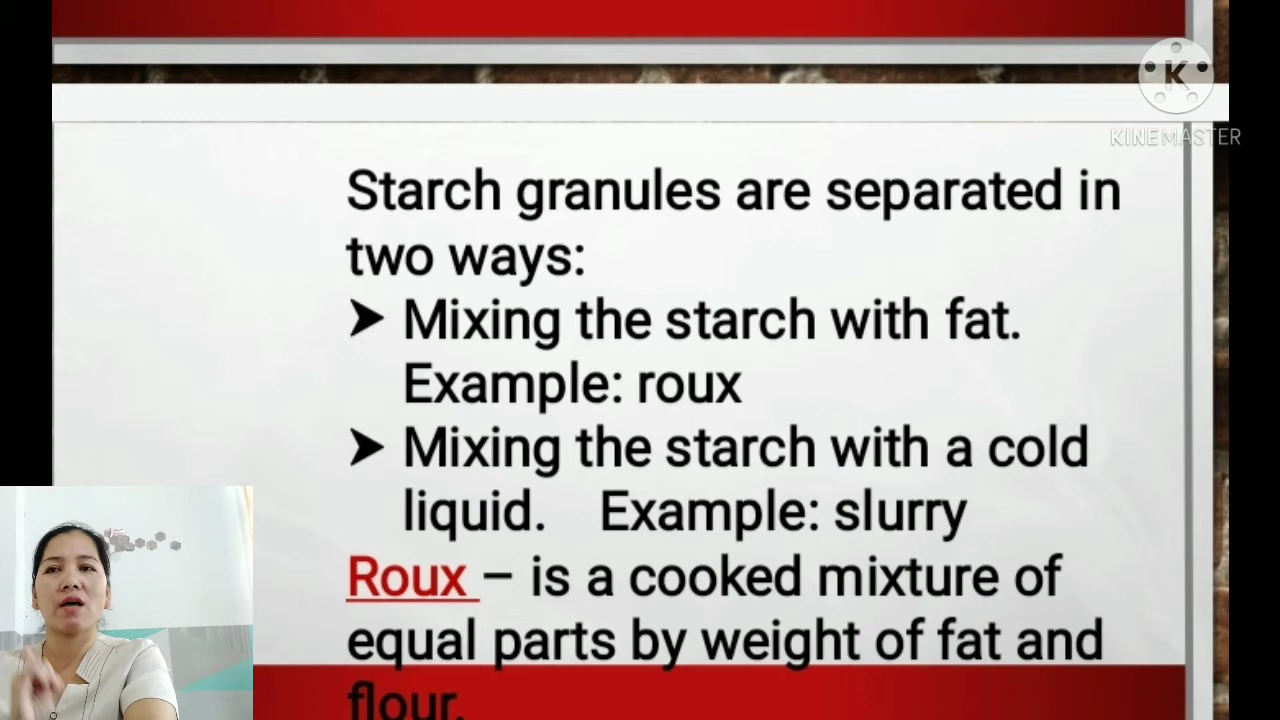 K
KINEMASTER
Starch granules are separated in
two ways:
➤ Mixing the starch with fat.
Example: roux
➤ Mixing the starch with a cold
liquid. Example: slurry
Roux – is a cooked mixture of
equal parts by weight of fat and
flour.